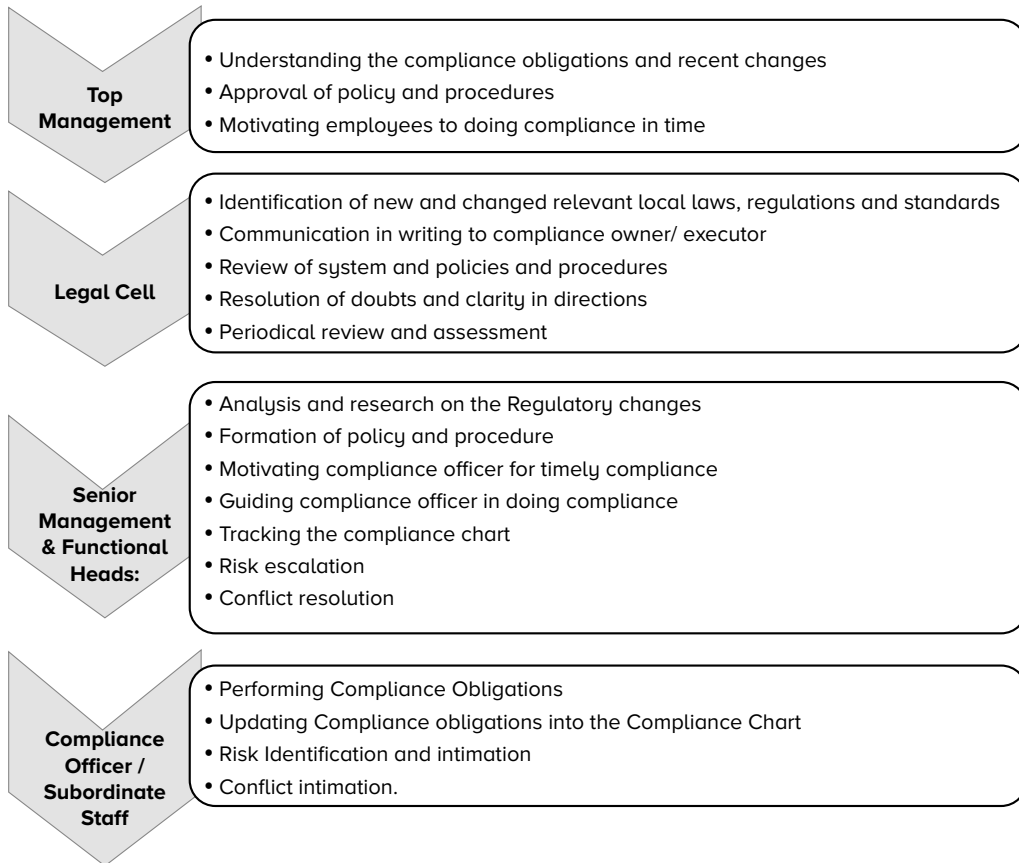 Top
Management
• Understanding the compliance obligations and recent changes
• Approval of policy and procedures
• Motivating employees to doing compliance in time
Legal Cell
• Identification of new and changed relevant local laws, regulations and standards
• Communication in writing to compliance owner/ executor
• Review of system and policies and procedures
• Resolution of doubts and clarity in directions
• Periodical review and assessment
Senior
Management
& Functional
Heads:
• Analysis and research on the Regulatory changes
• Formation of policy and procedure
• Motivating compliance officer for timely compliance
• Guiding compliance officer in doing compliance
• Tracking the compliance chart
• Risk escalation
• Conflict resolution
Compliance
Officer /
Subordinate
Staff
• Performing Compliance Obligations
• Updating Compliance obligations into the Compliance Chart
• Risk Identification and intimation
• Conflict intimation.